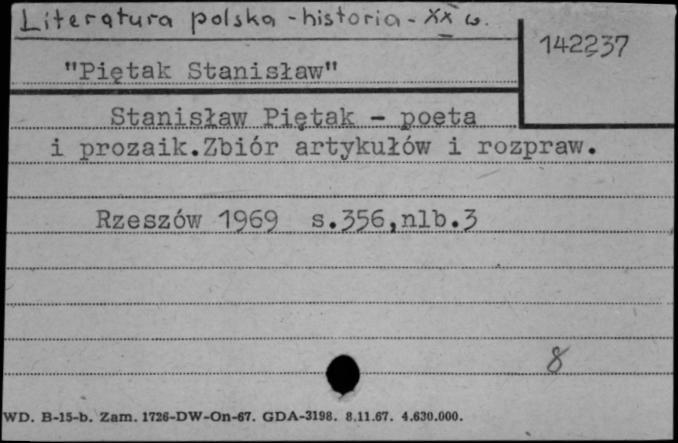 Literatura polska - historia - XX w.
142237
"Piętak Stanisław"
Stanisław Piętak - poeta
i prozaik.Zbiór artykułów i rozpraw.
Rzeszów 1969 s.356,nlb.3
8
WD. B-15-b. Zam. 1726-DW-On-67. GDA-3198. 8.11.67. 4.630.000.